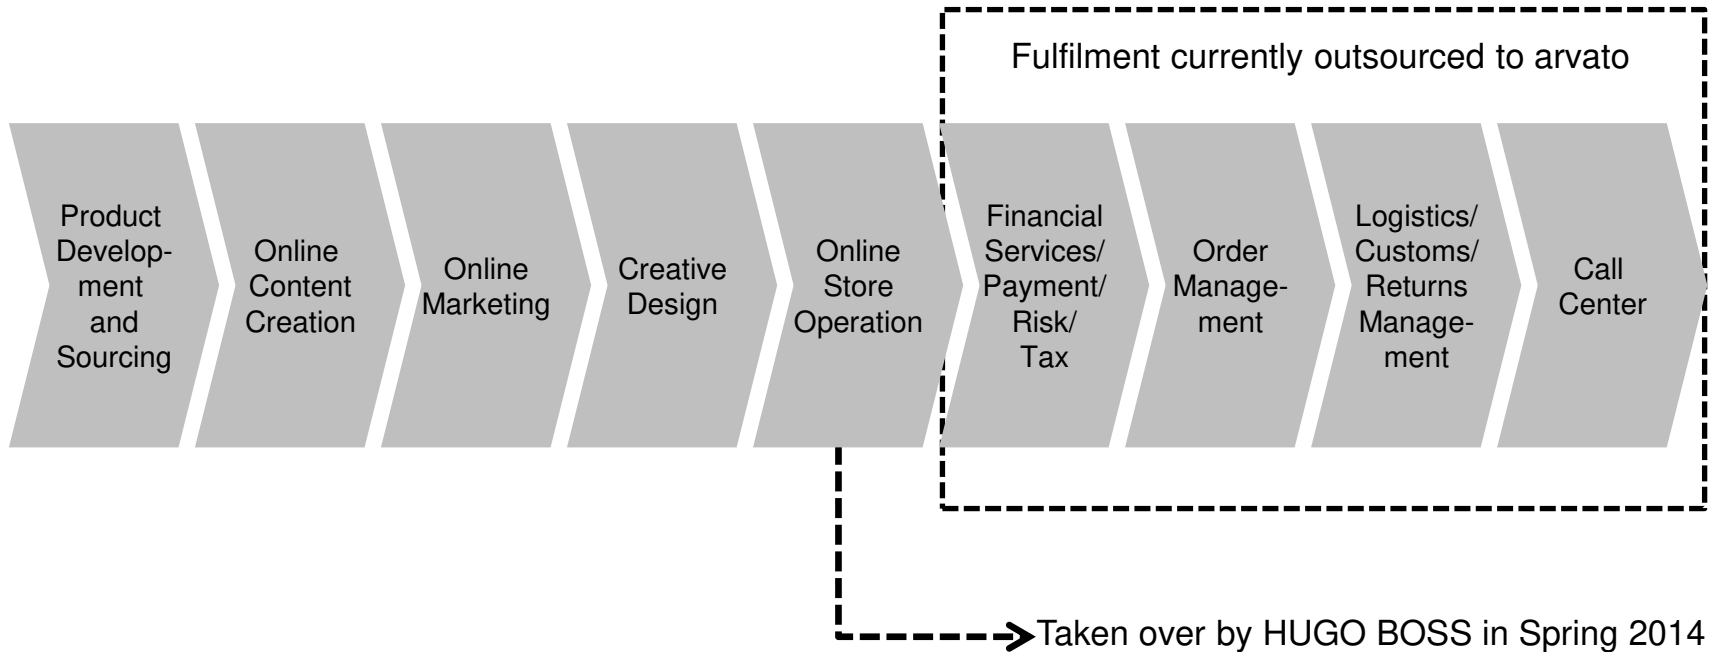 Fulfilment currently outsourced to arvato
Product
Develop-
ment
and
Sourcing
Online
Content
Creation
Online
Marketing
Creative
Design
Online
Store
Operation
Financial
Services/
Payment/
Risk/
Tax
Order
Manage-
ment
Logistics/
Customs/
Returns
Manage-
ment
Call
Center
Taken over by HUGO BOSS in Spring 2014